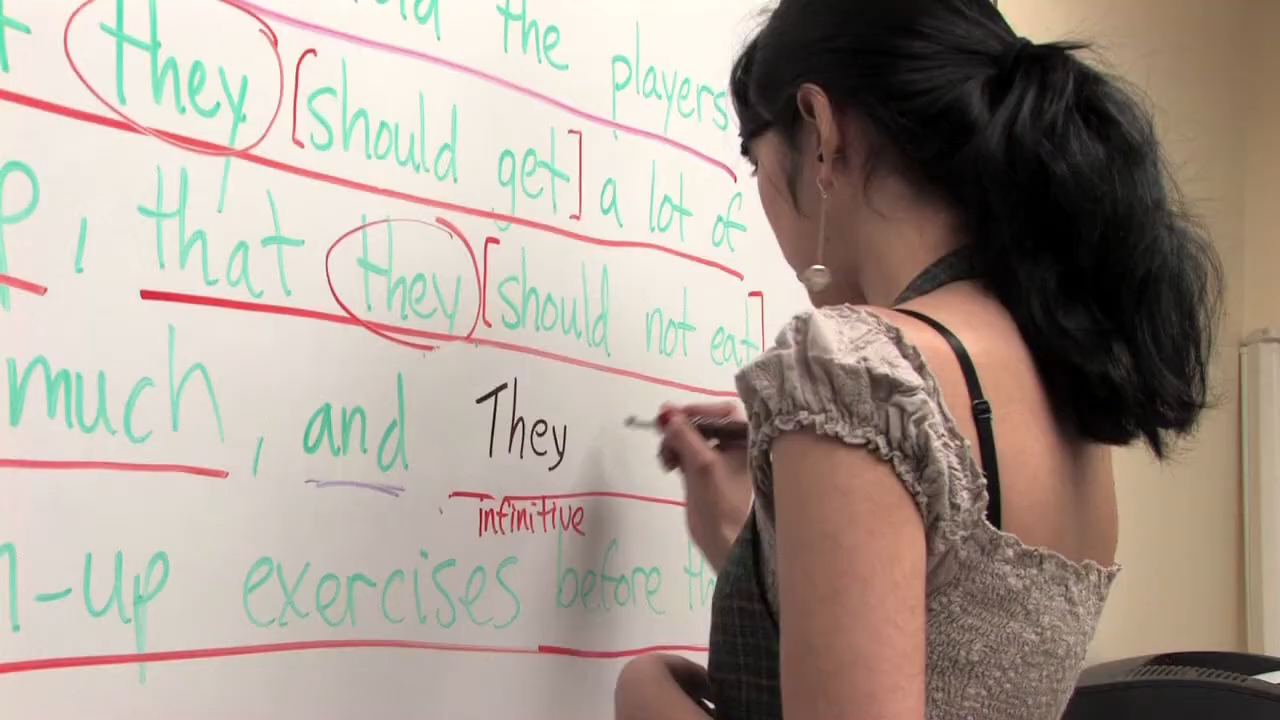 the players
they [should get] a lot of
, that they [should not eat]
much, and They
infinitive
-up exercises before